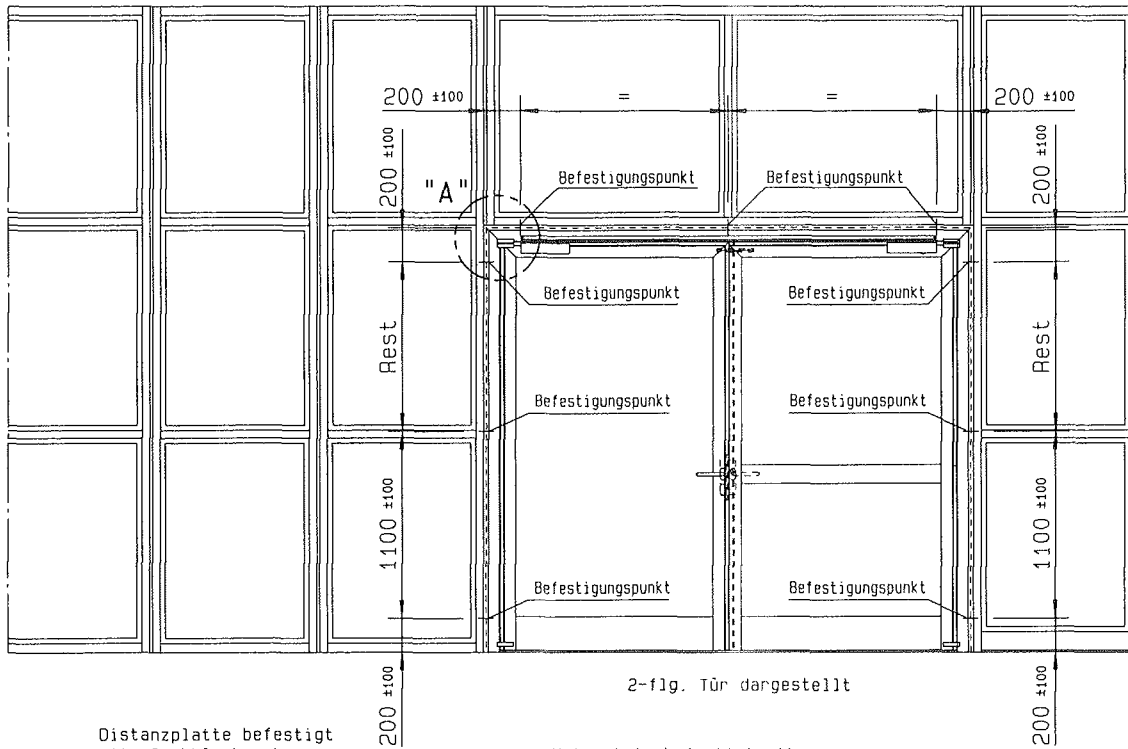 200 ±100
=
=
200 ±100
200 ±100
200 ±100
"A"
Befestigungspunkt
Befestigungspunkt
Befestigungspunkt
Befestigungspunkt
Rest
Rest
Befestigungspunkt
Befestigungspunkt
1100 ±100
1100 ±100
Befestigungspunkt
Befestigungspunkt
200 ±100
200 ±100
2-flg. Tür dargestellt
Distanzplatte befestigt